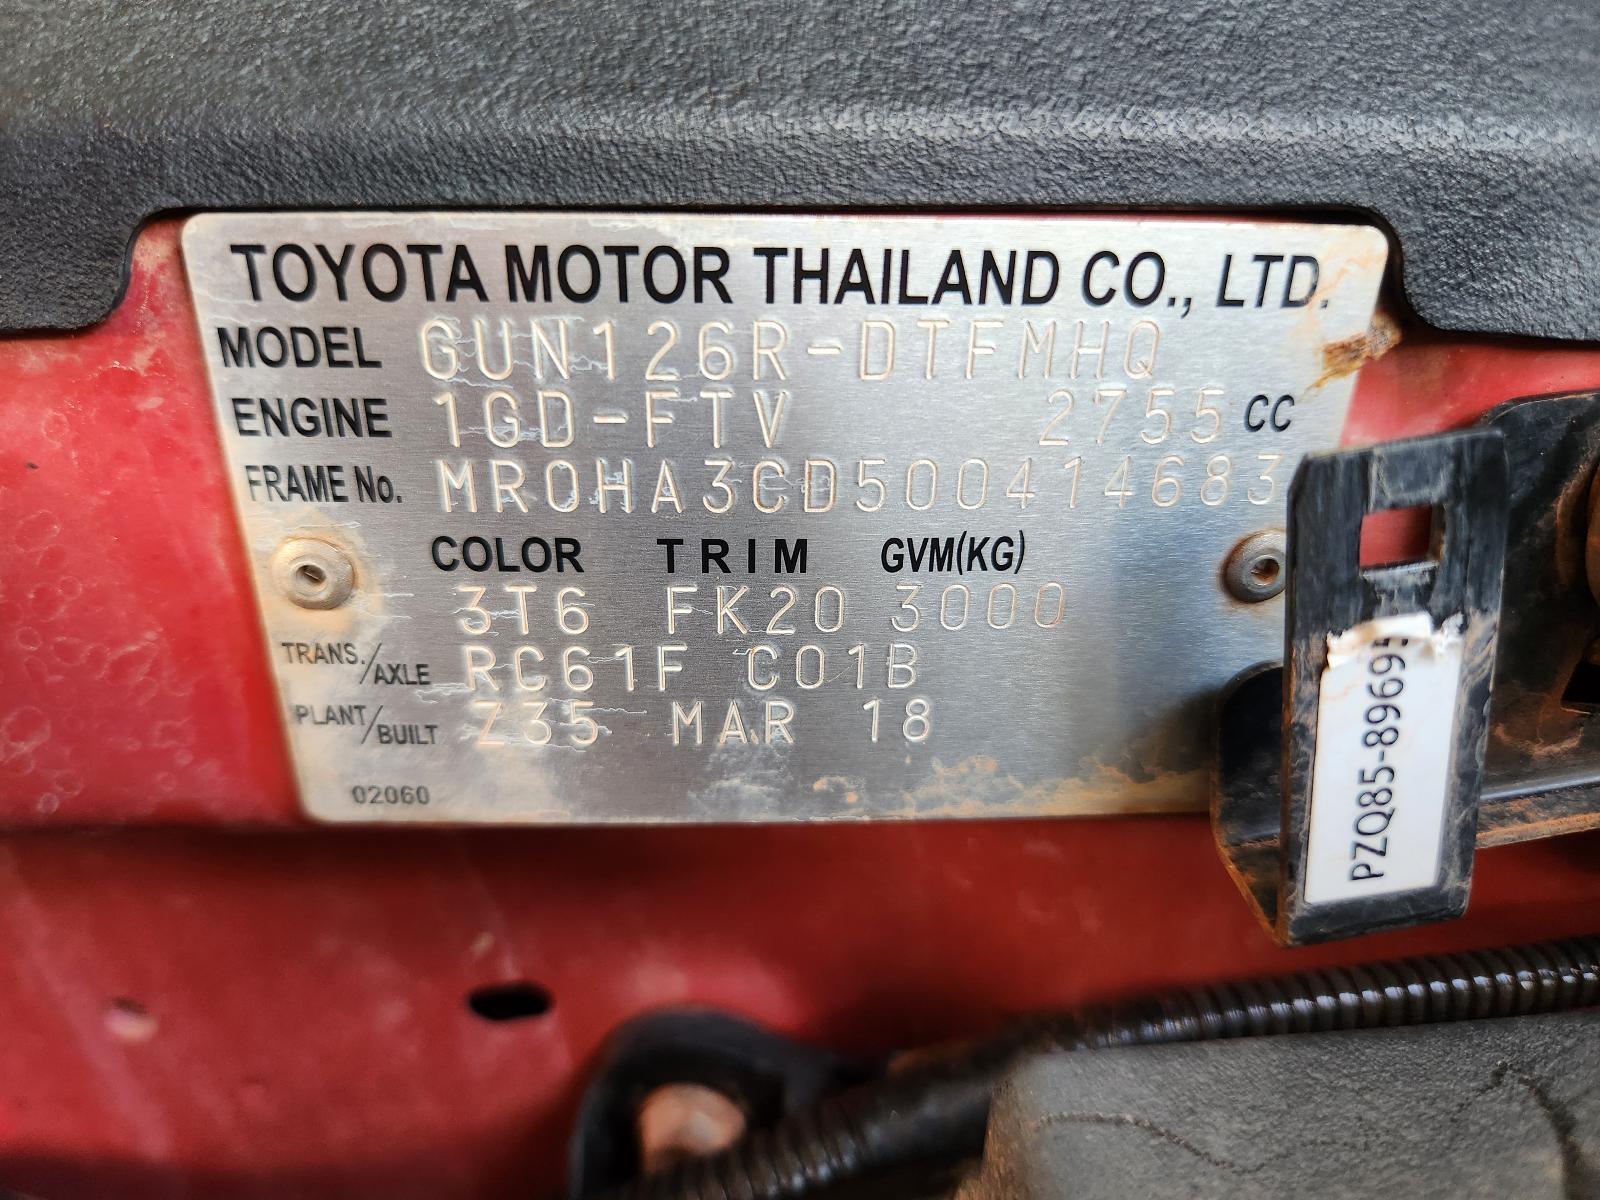 TOYOTA MOTOR THAILAND CO., LTD.
MODEL GUN126R-DTFMHQ
ENGINE 1GD-FTV 2755 CC
FRAME No. MR0HA3CD500414683
COLOR TRIM GVM(KG)
3T6 FK20 3000
TRANS./AXLE RC61F C01B
PLANT/BUILT Z35 MAR 18
02060
PZQ85-89695